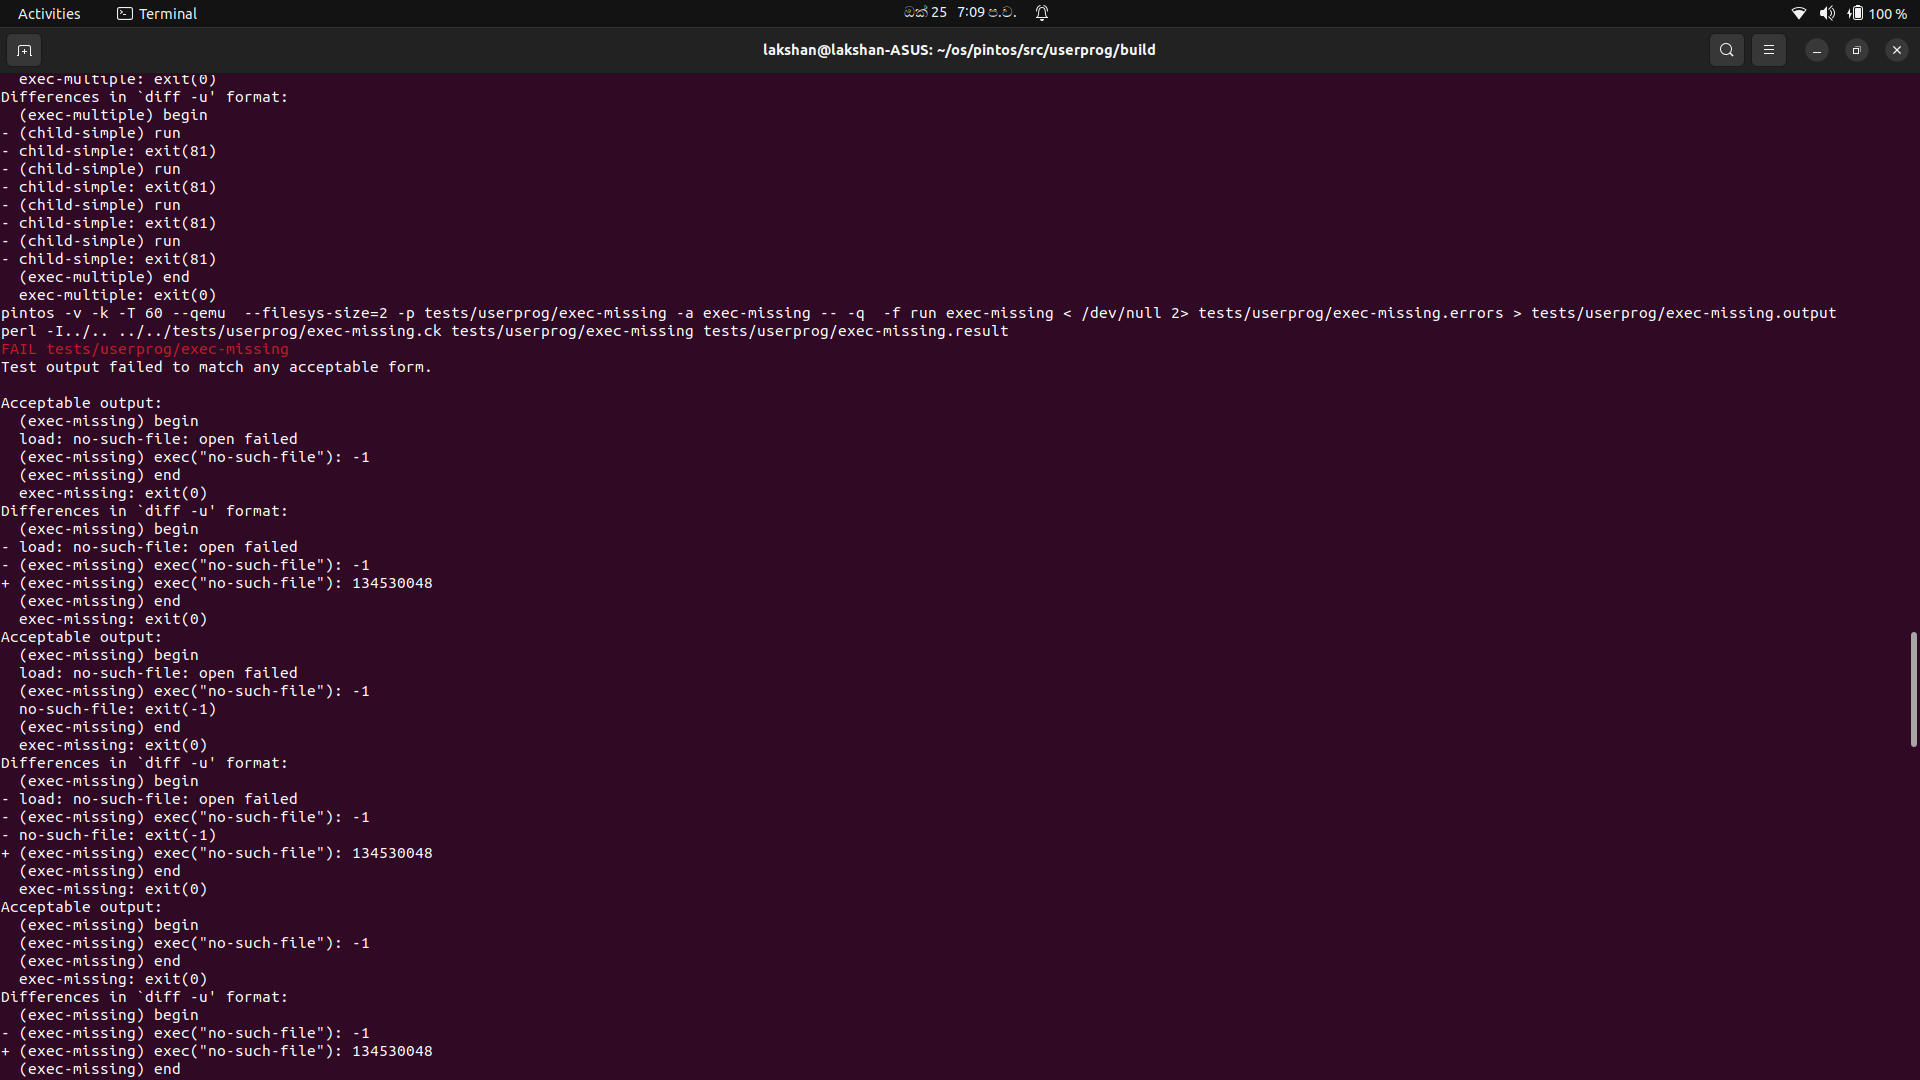 Activities
Terminal
ඔක් 25 7:09 ප.ව.
100 %
lakshan@lakshan-ASUS: ~/os/pintos/src/userprog/build
exec-multiple: exit(0)
Differences in `diff -u' format:
(exec-multiple) begin
- (child-simple) run
- child-simple: exit(81)
- (child-simple) run
- child-simple: exit(81)
- (child-simple) run
- child-simple: exit(81)
- (child-simple) run
- child-simple: exit(81)
(exec-multiple) end
exec-multiple: exit(0)
pintos -v -k -T 60 --qemu  --filesys-size=2 -p tests/userprog/exec-missing -a exec-missing -- -q  -f run exec-missing < /dev/null 2> tests/userprog/exec-missing.errors > tests/userprog/exec-missing.output
perl -I../.. ../../tests/userprog/exec-missing.ck tests/userprog/exec-missing tests/userprog/exec-missing.result
FAIL tests/userprog/exec-missing
Test output failed to match any acceptable form.
Acceptable output:
(exec-missing) begin
load: no-such-file: open failed
(exec-missing) exec("no-such-file"): -1
(exec-missing) end
exec-missing: exit(0)
Differences in `diff -u' format:
(exec-missing) begin
- load: no-such-file: open failed
- (exec-missing) exec("no-such-file"): -1
+ (exec-missing) exec("no-such-file"): 134530048
(exec-missing) end
exec-missing: exit(0)
Acceptable output:
(exec-missing) begin
load: no-such-file: open failed
(exec-missing) exec("no-such-file"): -1
no-such-file: exit(-1)
(exec-missing) end
exec-missing: exit(0)
Differences in `diff -u' format:
(exec-missing) begin
- load: no-such-file: open failed
- (exec-missing) exec("no-such-file"): -1
- no-such-file: exit(-1)
+ (exec-missing) exec("no-such-file"): 134530048
(exec-missing) end
exec-missing: exit(0)
Acceptable output:
(exec-missing) begin
(exec-missing) exec("no-such-file"): -1
(exec-missing) end
exec-missing: exit(0)
Differences in `diff -u' format:
(exec-missing) begin
- (exec-missing) exec("no-such-file"): -1
+ (exec-missing) exec("no-such-file"): 134530048
(exec-missing) end